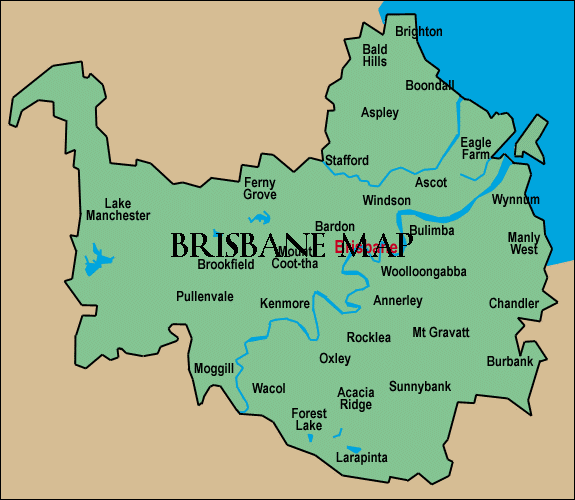 Brighton
Bald
Hills
Boondall
Aspley
Eagle
Farm
Stafford
Ascot
Ferny
Grove
Windson
Wynnum
Lake
Manchester
Bardon
Bulimba
BRISBANE MAP
Brisbane
Manly
West
Mount
Coot-tha
Brookfield
Woolloongabba
Pullenvale
Kenmore
Annerley
Chandler
Rocklea
Mt Gravatt
Oxley
Burbank
Moggill
Wacol
Sunnybank
Acacia
Ridge
Forest
Lake
Larapinta